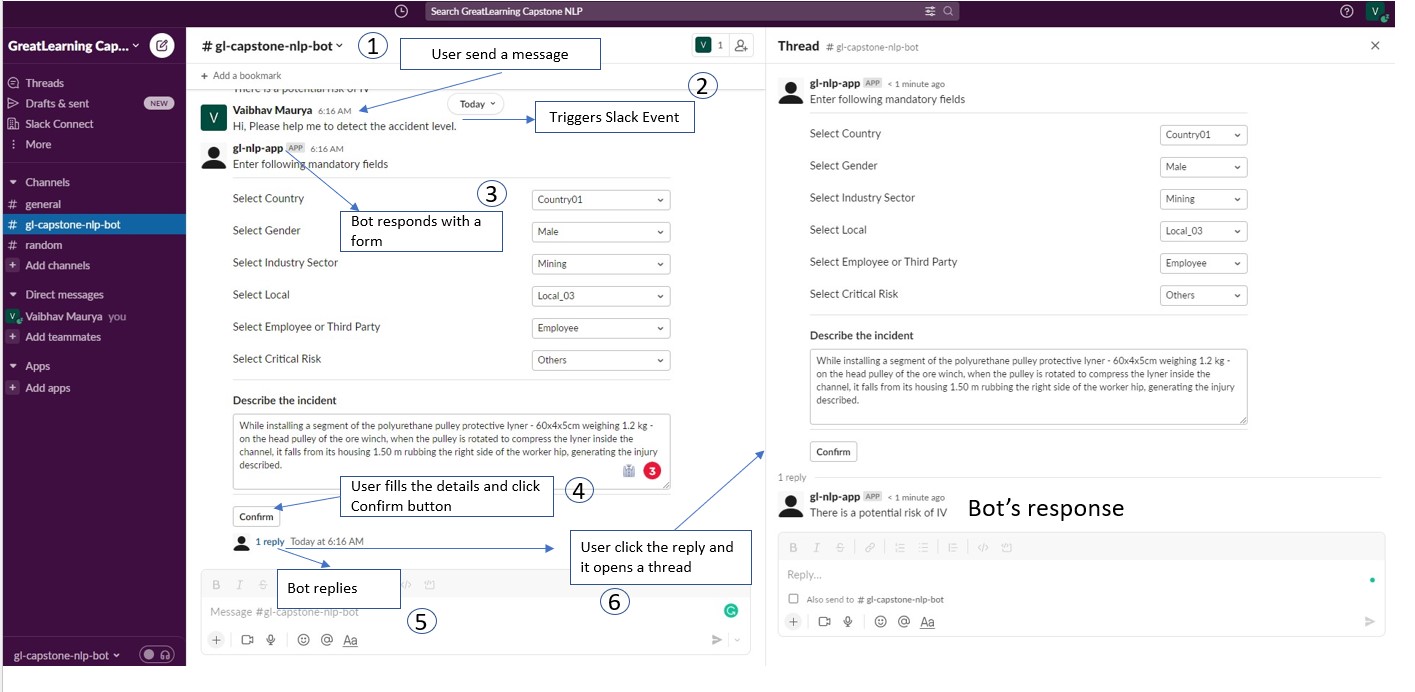 Search GreatLearning Capstone NLP
V
GreatLearning Cap...
Threads
Drafts & sent
NEW
Slack Connect
More
Channels
# general
# gl-capstone-nlp-bot
# random
+ Add channels
Direct messages
V Vaibhav Maurya you
+ Add teammates
Apps
+ Add apps
gl-capstone-nlp-bot
# gl-capstone-nlp-bot
1
User send a message
V 1
+ Add a bookmark
2
There is a potential risk of IV
Today
V
Vaibhav Maurya 6:16 AM
Hi, Please help me to detect the accident level.
Triggers Slack Event
gl-nlp-app APP 6:16 AM
Enter following mandatory fields
3
Select Country
Country01
Bot responds with a
form
Select Gender
Male
Select Industry Sector
Mining
Select Local
Local_03
Select Employee or Third Party
Employee
Select Critical Risk
Others
Describe the incident
While installing a segment of the polyurethane pulley protective lyner - 60x4x5cm weighing 1.2 kg -
on the head pulley of the ore winch, when the pulley is rotated to compress the lyner inside the
channel, it falls from its housing 1.50 m rubbing the right side of the worker hip, generating the injury
described.
3
User fills the details and click
Confirm button
4
Confirm
1 reply Today at 6:16 AM
User click the reply and
it opens a thread
6
Bot replies
5
B I S
Message #gl-capstone-nlp-bot
@ Aa
Thread # gl-capstone-nlp-bot
gl-nlp-app APP < 1 minute ago
Enter following mandatory fields
Select Country
Country01
Select Gender
Male
Select Industry Sector
Mining
Select Local
Local_03
Select Employee or Third Party
Employee
Select Critical Risk
Others
Describe the incident
While installing a segment of the polyurethane pulley protective lyner - 60x4x5cm weighing 1.2 kg -
on the head pulley of the ore winch, when the pulley is rotated to compress the lyner inside the
channel, it falls from its housing 1.50 m rubbing the right side of the worker hip, generating the injury
described.
Confirm
1 reply
gl-nlp-app APP < 1 minute ago
There is a potential risk of IV
Bot's response
B I S
Reply...
Also send to # gl-capstone-nlp-bot
@ Aa